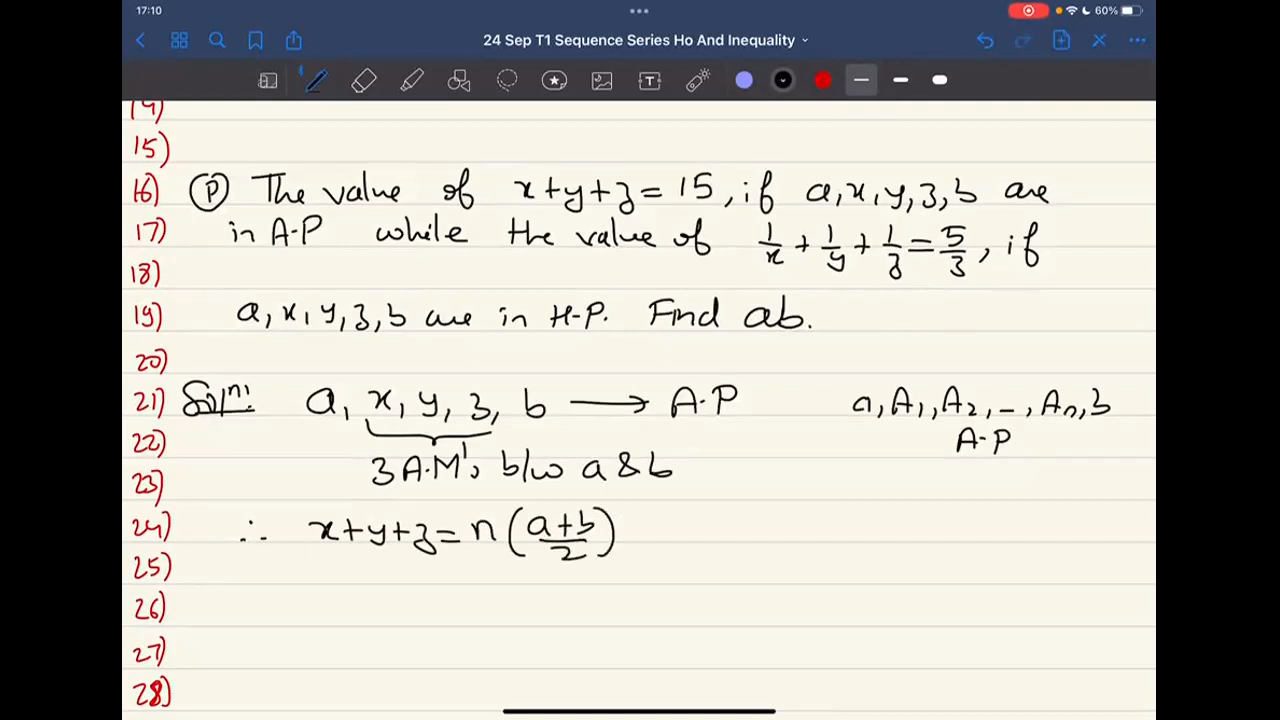 17:10
60%
24 Sep T1 Sequence Series Ho And Inequality
14)
15)
16) (P) The value of x+y+z = 15, if a,x,y,z,b are
17) in A.P while the value of 1/x + 1/y + 1/z = 5/3, if
18)
19) a,x,y,z,b are in H.P. Find ab.
20)
21) Soln: a, x, y, z, b → A.P a, A₁, A₂, –, Aₙ, b
22) A.P
23) 3 A.M's b/w a & b
24) ∴ x+y+z = n(a+b/2)
25)
26)
27)
28)